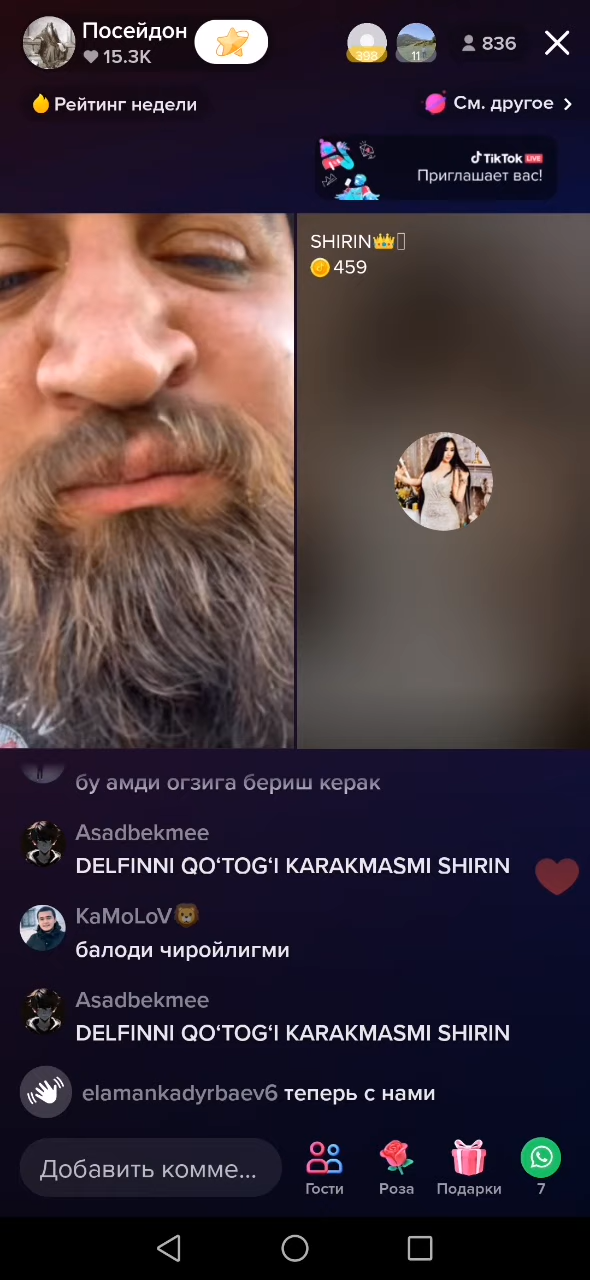 Посейдон
15.3K
398
11
836
Рейтинг недели
См. другое
TikTok LIVE
Приглашает вас!
SHIRIN👑
459
бу амди огзига бериш керак
Asadbekmee
DELFINNI QO‘TOG‘I KARAKMASMI SHIRIN
KaMoLoV🦁
балоди чиройлигми
Asadbekmee
DELFINNI QO‘TOG‘I KARAKMASMI SHIRIN
elamankadyrbaev6 теперь с нами
Добавить комме...
Гости
Роза
Подарки
7